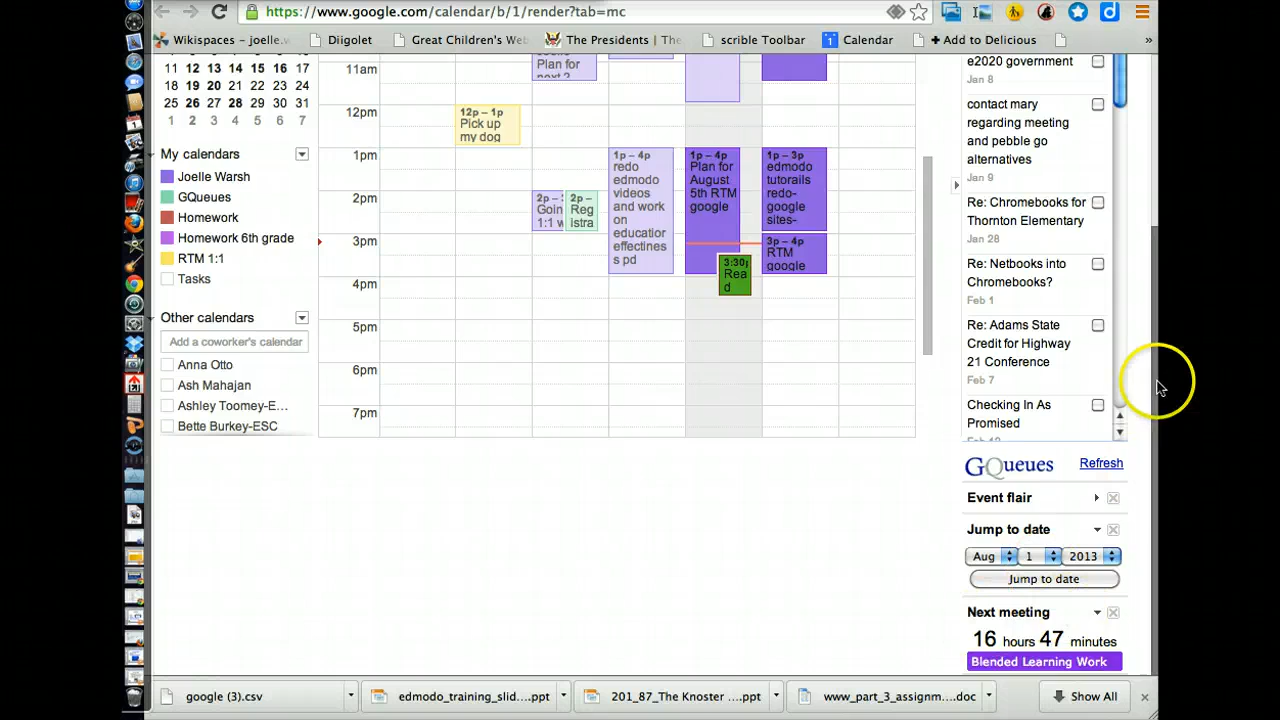 https://www.google.com/calendar/b/1/render?tab=mc
Wikispaces - joelle.w
Diigolet
Great Children's Web
The Presidents | The
scrible Toolbar
1
Calendar
+ Add to Delicious
»
11 12 13 14 15 16 17
18 19 20 21 22 23 24
25 26 27 28 29 30 31
1 2 3 4 5 6 7
My calendars
Joelle Warsh
GQueues
Homework
Homework 6th grade
RTM 1:1
Tasks
Other calendars
Add a coworker's calendar
Anna Otto
Ash Mahajan
Ashley Toomey-E…
Bette Burkey-ESC
11am
12pm
1pm
2pm
3pm
4pm
5pm
6pm
7pm
12p – 1p
Pick up
my dog
Plan for
next 2
2p –
Goin
1:1 w
2p –
Reg
istra
1p – 4p
redo
edmodo
videos
and work
on
educatior
effectines
s pd
1p – 4p
Plan for
August
5th RTM
google
3:30p
Rea
d
1p – 3p
edmodo
tutorails
redo-
google
sites-
3p – 4p
RTM
google
e2020 government
Jan 8
contact mary
regarding meeting
and pebble go
alternatives
Jan 9
Re: Chromebooks for
Thornton Elementary
Jan 28
Re: Netbooks into
Chromebooks?
Feb 1
Re: Adams State
Credit for Highway
21 Conference
Feb 7
Checking In As
Promised
GQueues
Refresh
Event flair
Jump to date
Aug 1 2013
Jump to date
Next meeting
16 hours 47 minutes
Blended Learning Work
google (3).csv
edmodo_training_slid....ppt
201_87_The Knoster ....ppt
www_part_3_assignm....doc
Show All